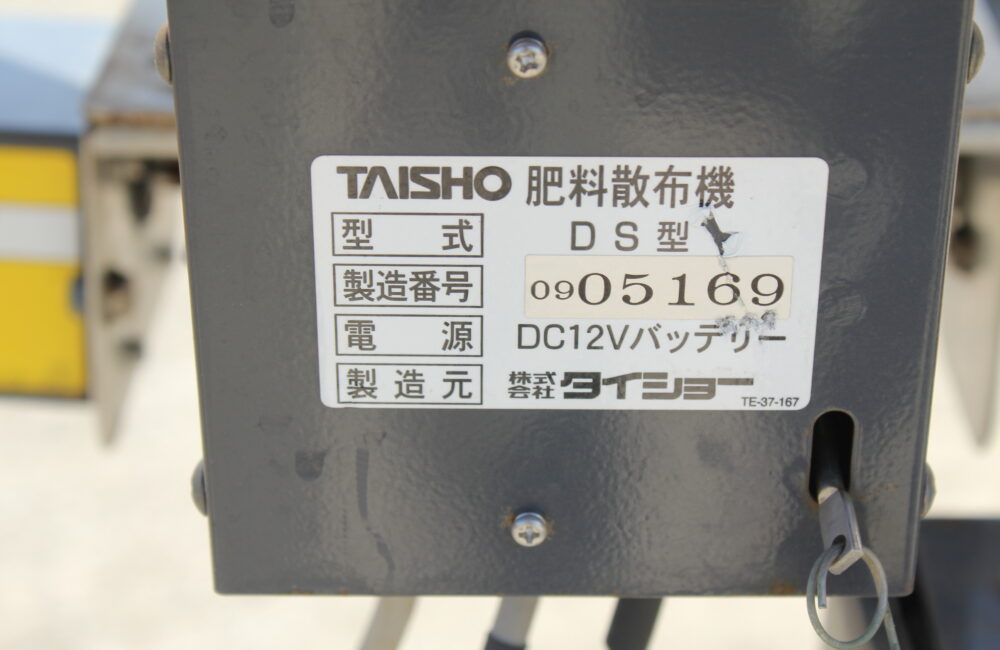 TAISHO 肥料散布機
型式 DS型
製造番号 0905169
電源 DC12Vバッテリー
製造元 株式会社タイショー
TE-37-167